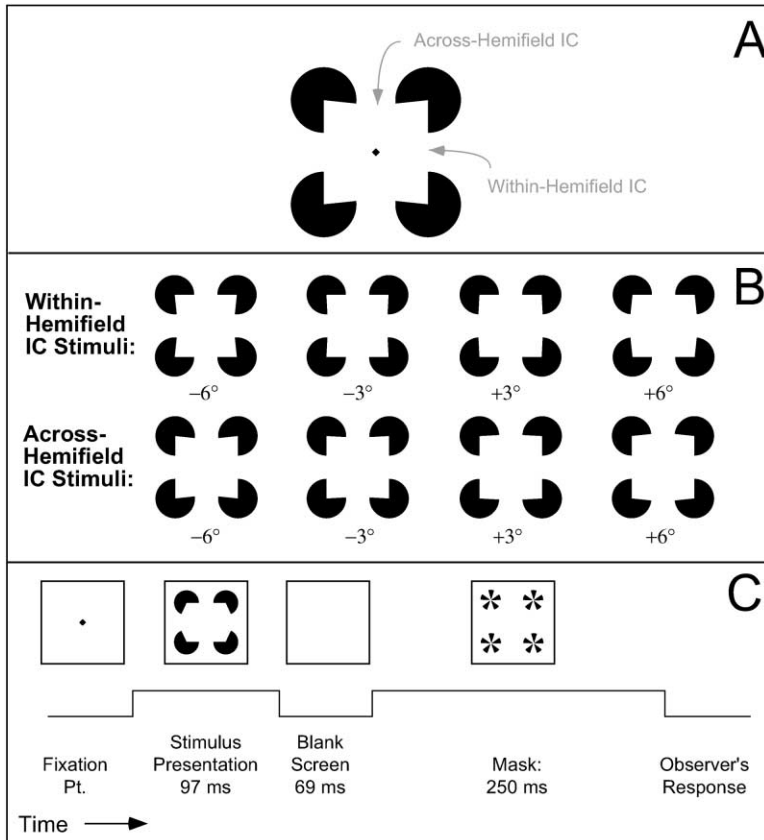 A
Across-Hemifield IC
Within-Hemifield IC
B
Within-
Hemifield
IC Stimuli:
−6° −3° +3° +6°
Across-
Hemifield
IC Stimuli:
−6° −3° +3° +6°
C
Fixation
Pt.
Stimulus
Presentation
97 ms
Blank
Screen
69 ms
Mask:
250 ms
Observer's
Response
Time